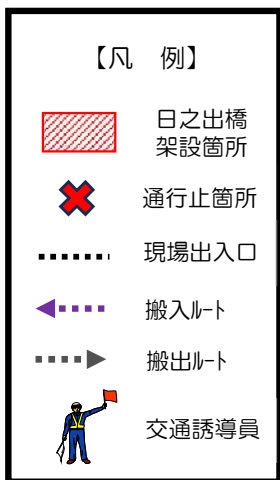 【凡　例】
日之出橋
架設箇所
通行止箇所
現場出入口
搬入ルート
搬出ルート
交通誘導員